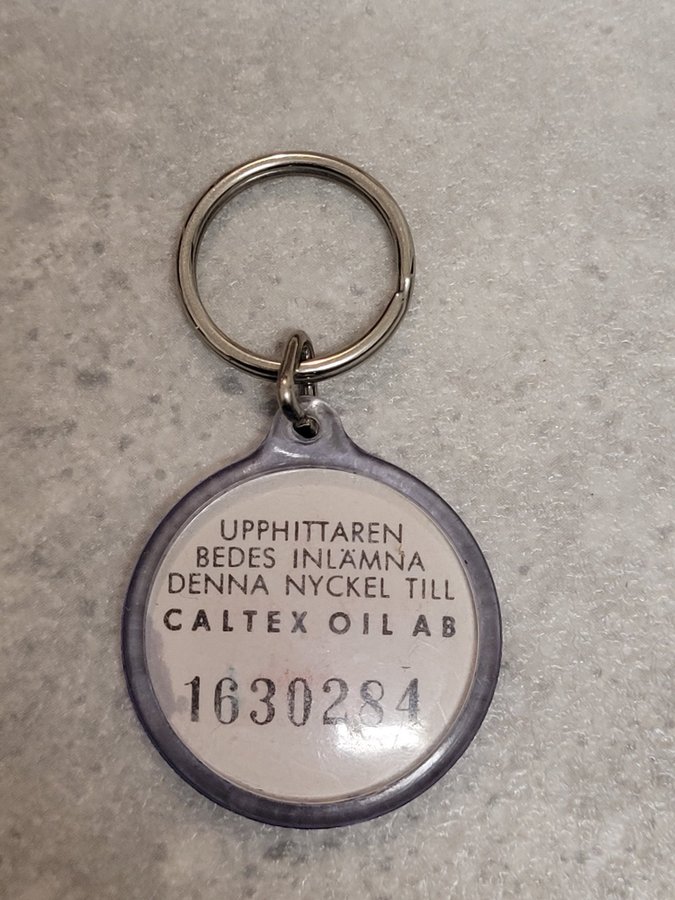 UPPHITTAREN
BEDES INLÄMNA
DENNA NYCKEL TILL
CALTEX OIL AB
1630284